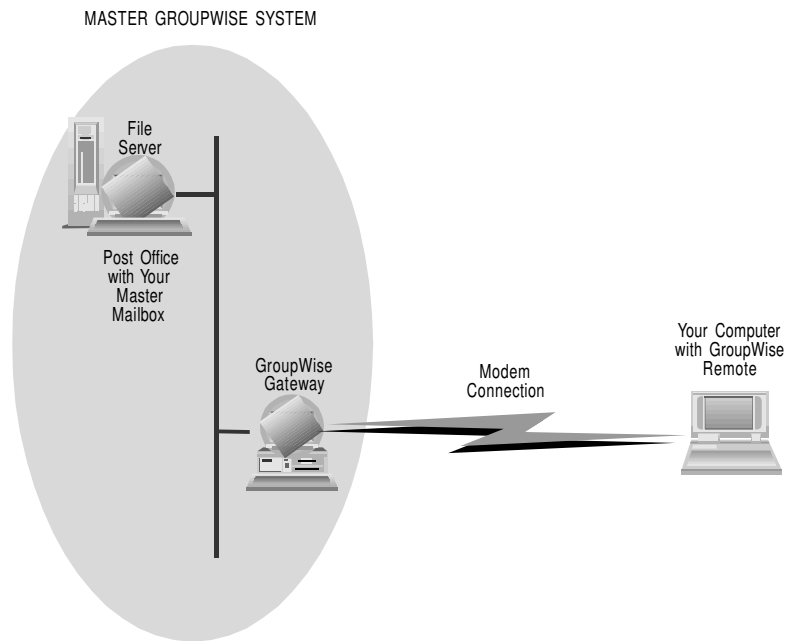 MASTER GROUPWISE SYSTEM
File
Server
Post Office
with Your
Master
Mailbox
GroupWise
Gateway
Modem
Connection
Your Computer
with GroupWise
Remote